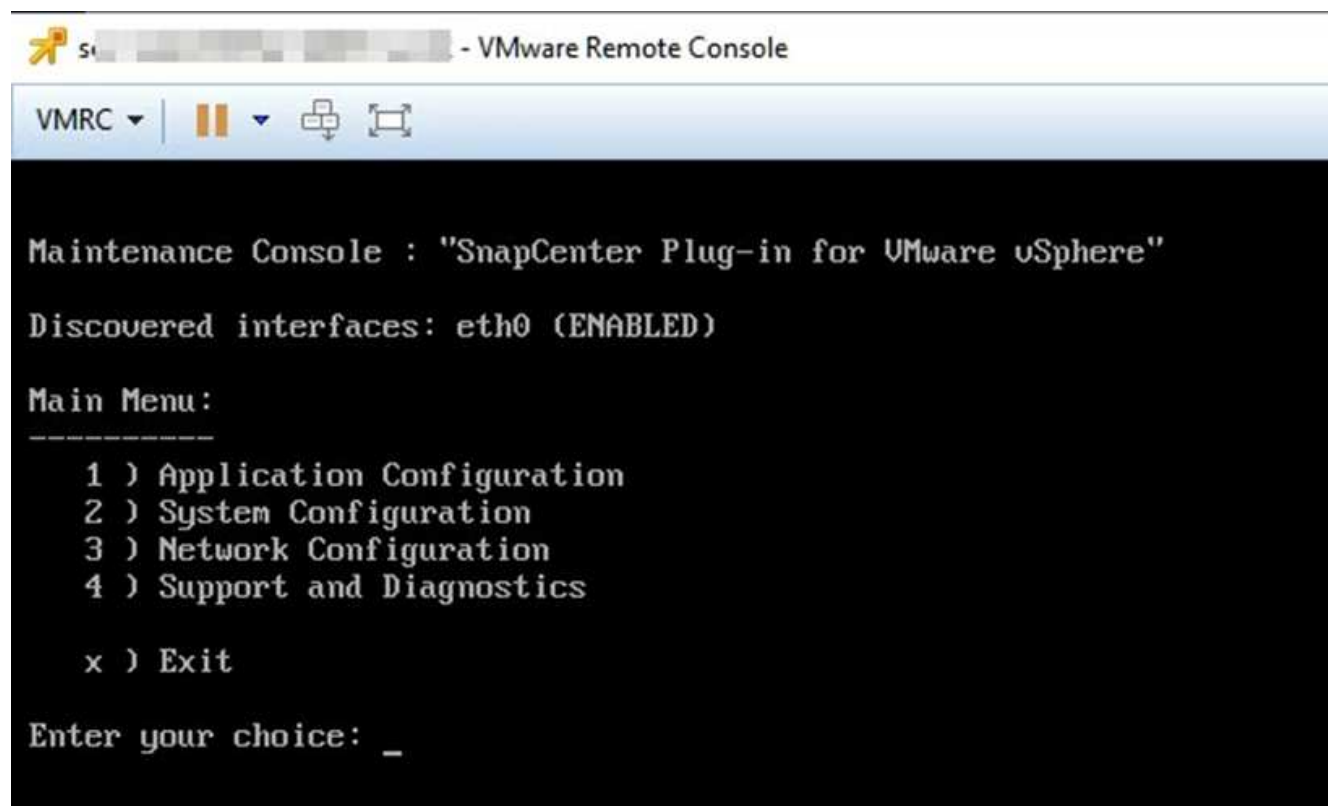 - VMware Remote Console
VMRC
Maintenance Console : "SnapCenter Plug-in for VMware vSphere"
Discovered interfaces: eth0 (ENABLED)
Main Menu:
----------
1 ) Application Configuration
2 ) System Configuration
3 ) Network Configuration
4 ) Support and Diagnostics
x ) Exit
Enter your choice: _